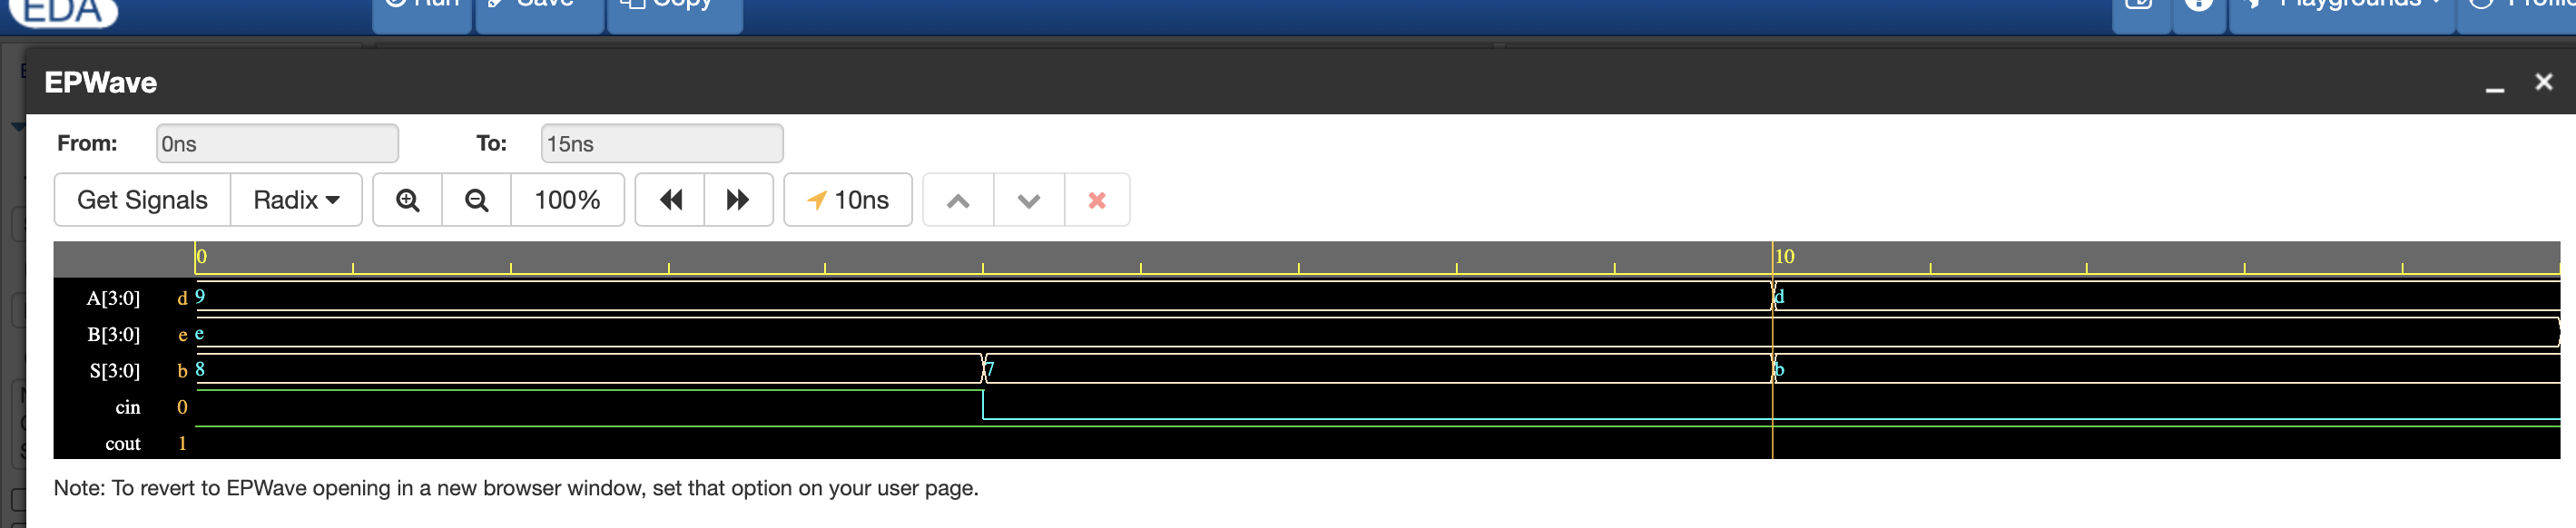 EDA Run Save Copy Playgrounds
EPWave
From: 0ns To: 15ns
Get Signals Radix 100% 10ns
0 10
A[3:0] d 9 d
B[3:0] e e
S[3:0] b 8 7 b
cin 0
cout 1
Note: To revert to EPWave opening in a new browser window, set that option on your user page.